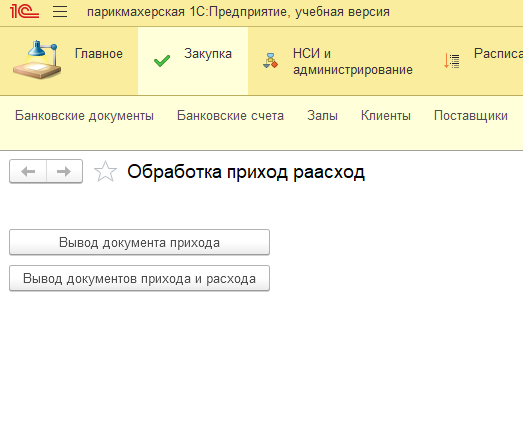 1С парикмахерская 1С:Предприятие, учебная версия
Главное
Закупка
НСИ и
администрирование
Расписа
Банковские документы Банковские счета Залы Клиенты Поставщики
Обработка приход раасход
Вывод документа прихода
Вывод документов прихода и расхода